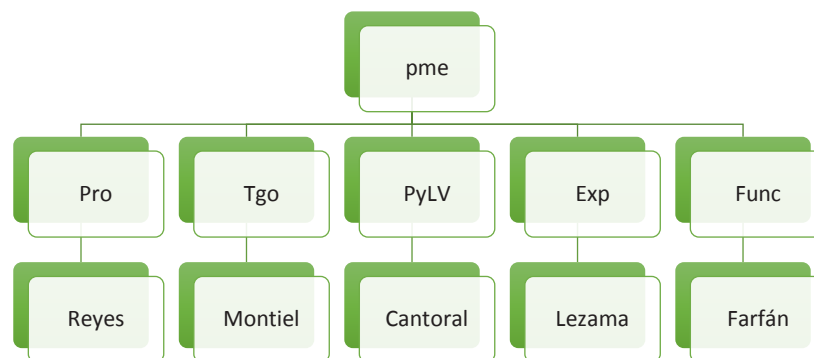 pme
Pro
Tgo
PyLV
Exp
Func
Reyes
Montiel
Cantoral
Lezama
Farfán